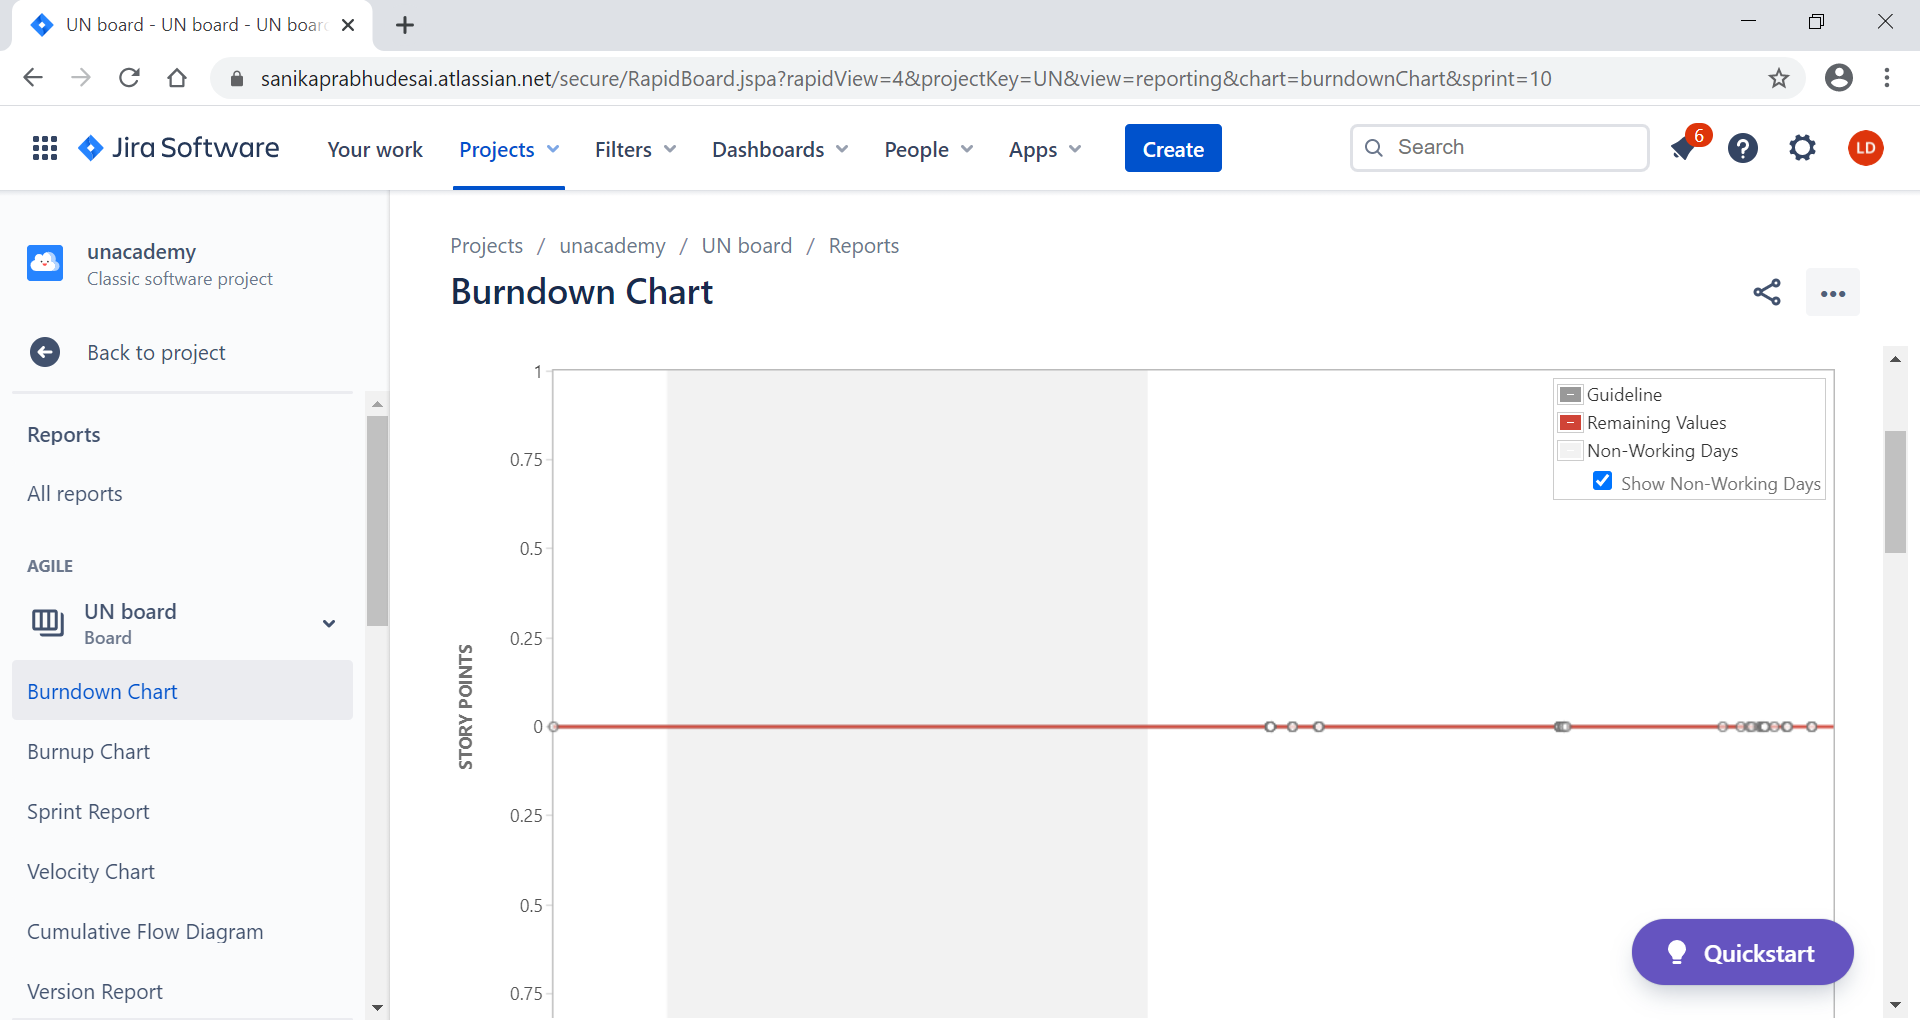 UN board - UN board - UN boar
sanikaprabhudesai.atlassian.net/secure/RapidBoard.jspa?rapidView=4&projectKey=UN&view=reporting&chart=burndownChart&sprint=10
Jira Software
Your work
Projects
Filters
Dashboards
People
Apps
Create
Search
6
LD
unacademy
Classic software project
Back to project
Reports
All reports
AGILE
UN board
Board
Burndown Chart
Burnup Chart
Sprint Report
Velocity Chart
Cumulative Flow Diagram
Version Report
Projects / unacademy / UN board / Reports
Burndown Chart
1
0.75
0.5
0.25
0
0.25
0.5
0.75
STORY POINTS
Guideline
Remaining Values
Non-Working Days
Show Non-Working Days
Quickstart